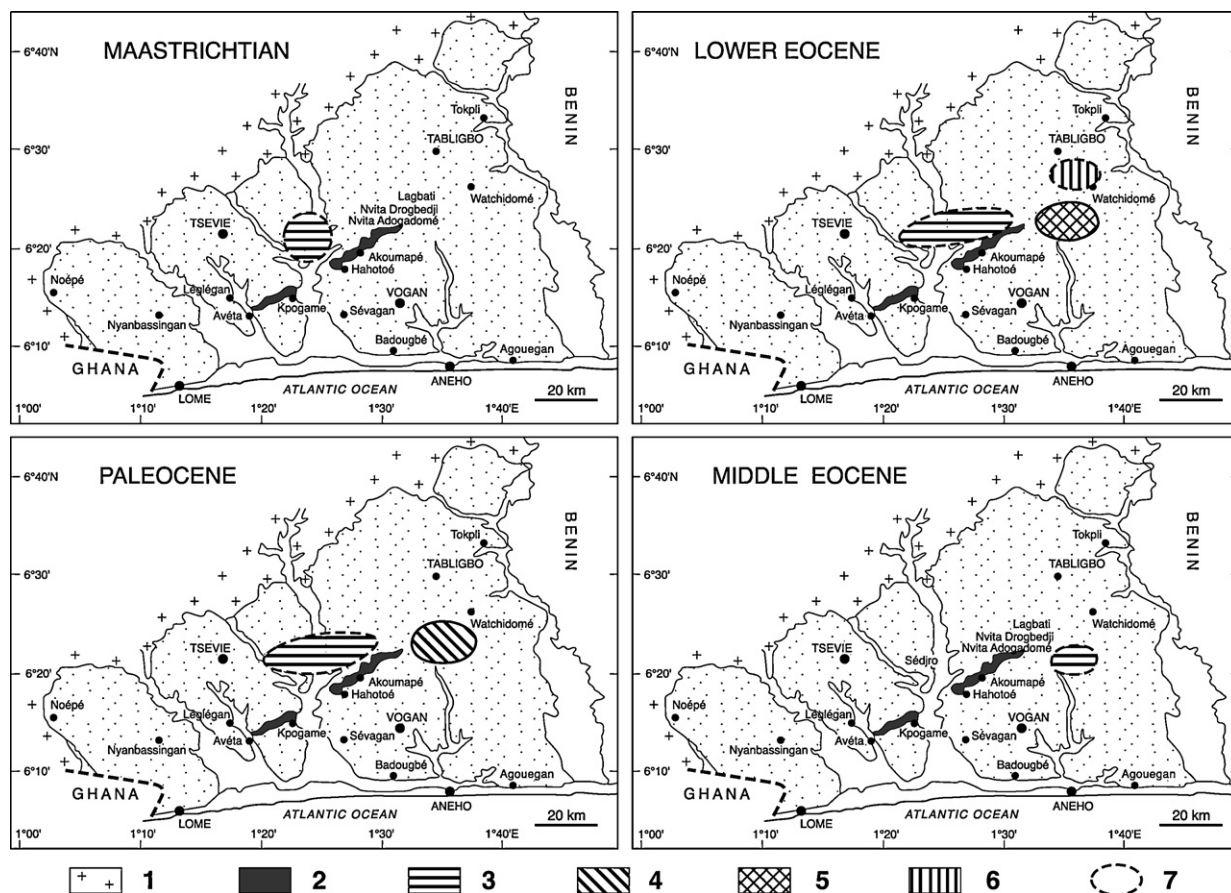 MAASTRICHTIAN
6°40'N
6°30'
6°20'
6°10'
BENIN
Tokpli
TABLIGBO
Watchidomé
Lagbati
Nvita Drogbedji
Nvita Adogadomé
TSEVIE
Akoumapé
Hahotoé
Noépé
Léglégan
VOGAN
Kpogame
Sévagan
Avéta
Nyanbassingan
Badougbé
Agouegan
GHANA
ATLANTIC OCEAN
ANEHO
LOME
20 km
1°00'
1°10'
1°20'
1°30'
1°40'E
LOWER EOCENE
6°40'N
6°30'
6°20'
6°10'
BENIN
Tokpli
TABLIGBO
Watchidomé
TSEVIE
Akoumapé
Hahotoé
Noépé
Léglégan
VOGAN
Kpogame
Sévagan
Avéta
Nyanbassingan
Badougbé
Agouegan
GHANA
ATLANTIC OCEAN
ANEHO
LOME
20 km
1°00'
1°10'
1°20'
1°30'
1°40'E
PALEOCENE
6°40'N
6°30'
6°20'
6°10'
BENIN
Tokpli
TABLIGBO
Watchidomé
TSEVIE
Akoumapé
Hahotoé
Noépé
Léglégan
VOGAN
Kpogame
Sévagan
Avéta
Nyanbassingan
Badougbé
Agouegan
GHANA
ATLANTIC OCEAN
ANEHO
LOME
20 km
1°00'
1°10'
1°20'
1°30'
1°40'E
MIDDLE EOCENE
6°40'N
6°30'
6°20'
6°10'
BENIN
Tokpli
TABLIGBO
Watchidomé
Lagbati
Nvita Drogbedji
Nvita Adogadomé
TSEVIE
Sédjro
Akoumapé
Hahotoé
Noépé
Léglégan
VOGAN
Kpogame
Sévagan
Avéta
Nyanbassingan
Badougbé
Agouegan
GHANA
ATLANTIC OCEAN
ANEHO
LOME
20 km
1°00'
1°10'
1°20'
1°30'
1°40'E
1 2 3 4 5 6 7